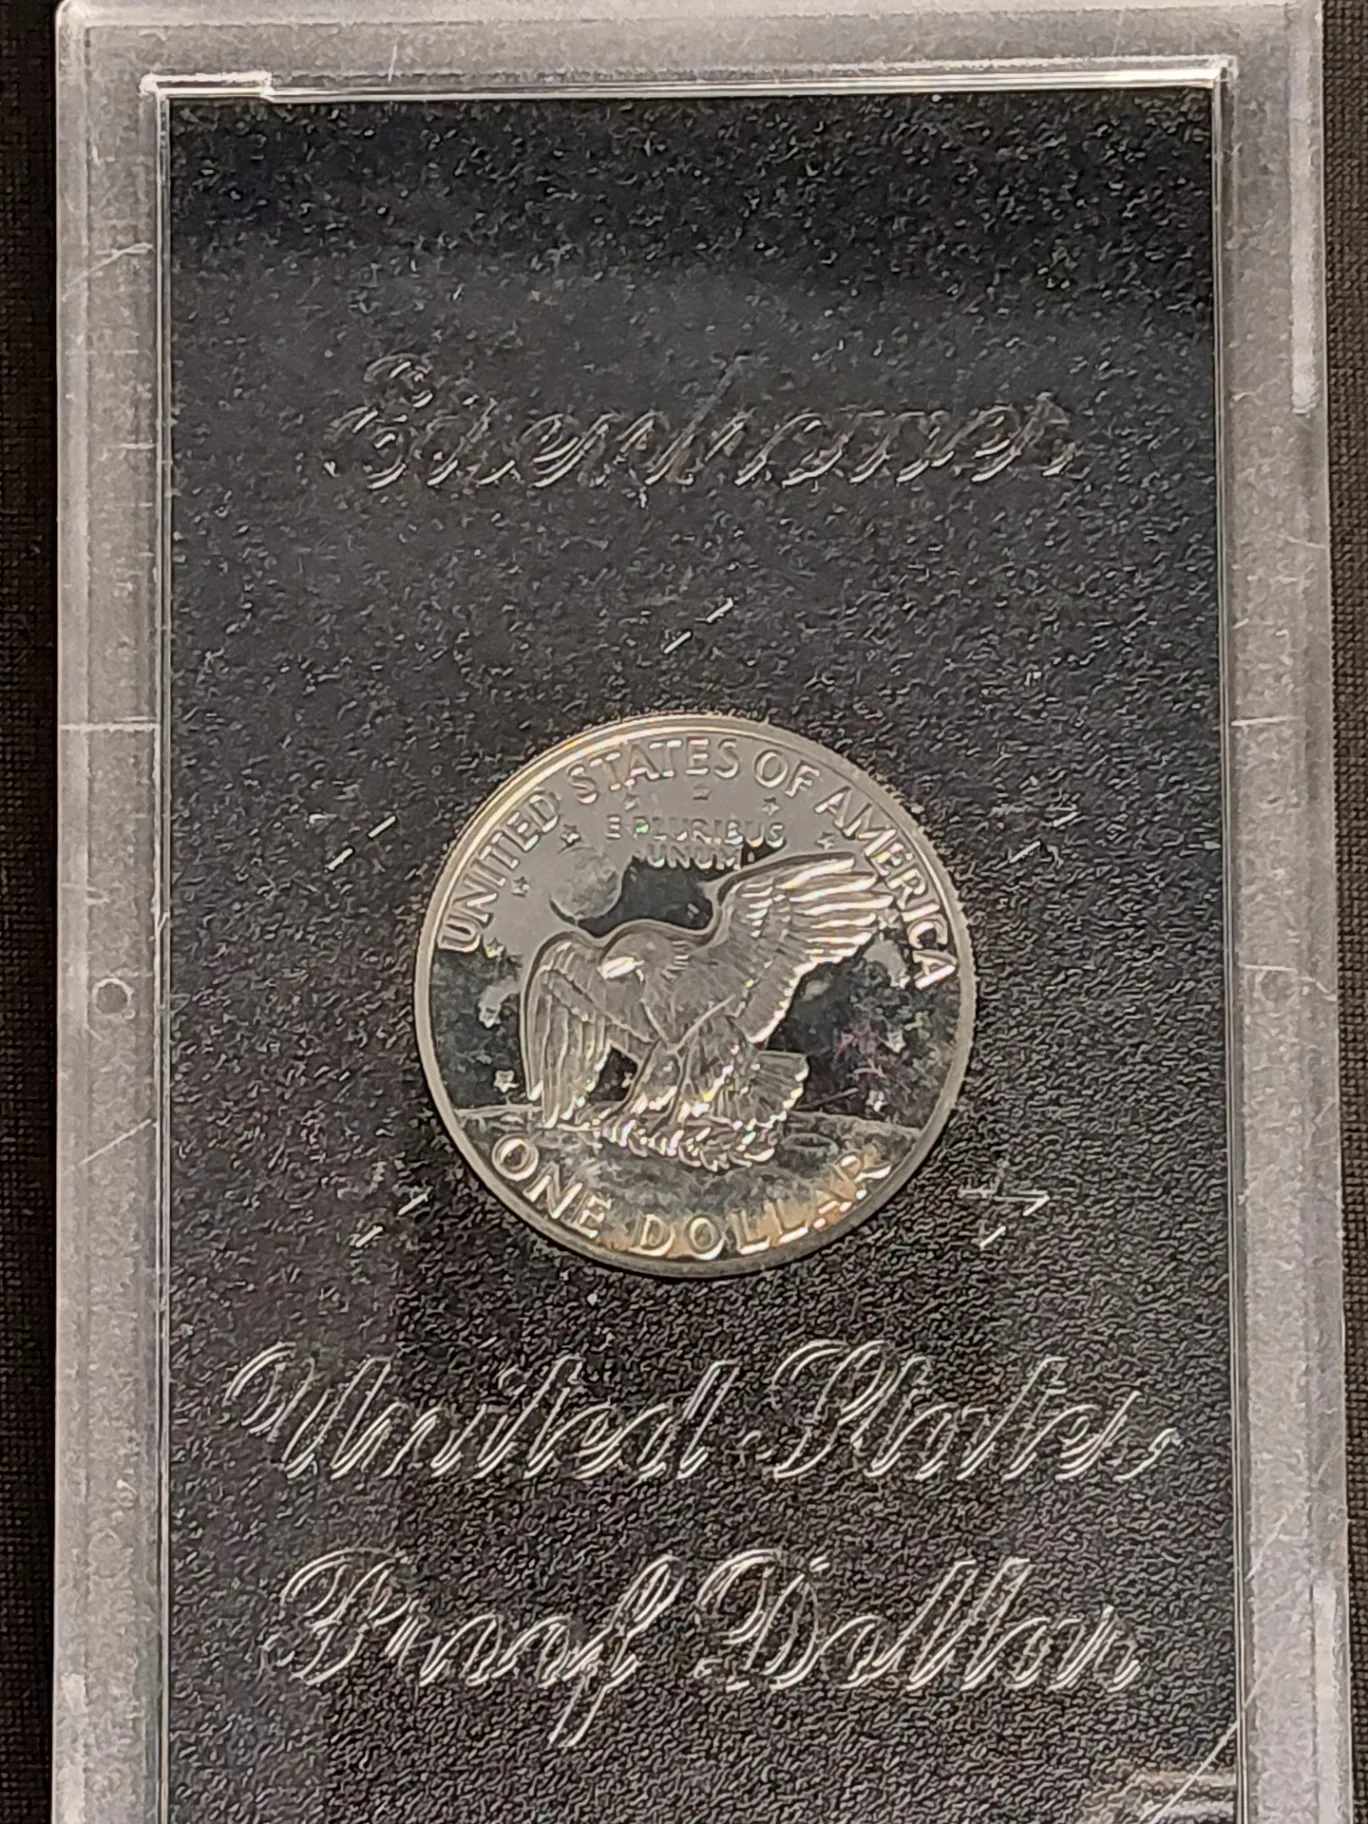 Eisenhower
UNITED STATES OF AMERICA
E PLURIBUS
UNUM
ONE DOLLAR
United States
Proof Dollar